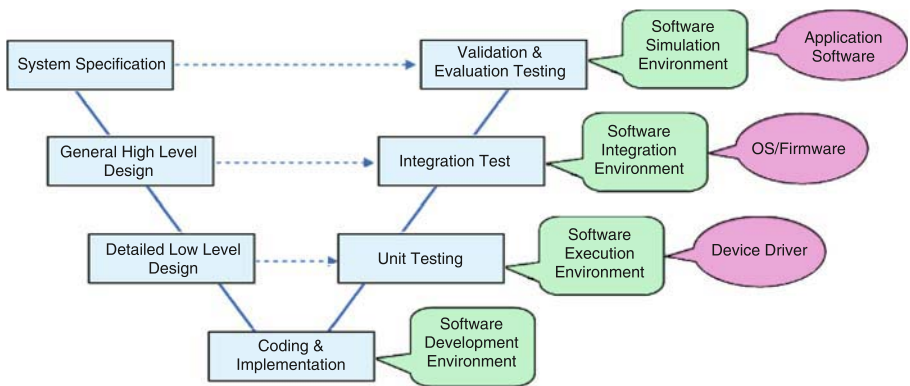 System Specification
Validation &
Evaluation Testing
Software
Simulation
Environment
Application
Software
General High Level
Design
Integration Test
Software
Integration
Environment
OS/Firmware
Detailed Low Level
Design
Unit Testing
Software
Execution
Environment
Device Driver
Coding &
Implementation
Software
Development
Environment